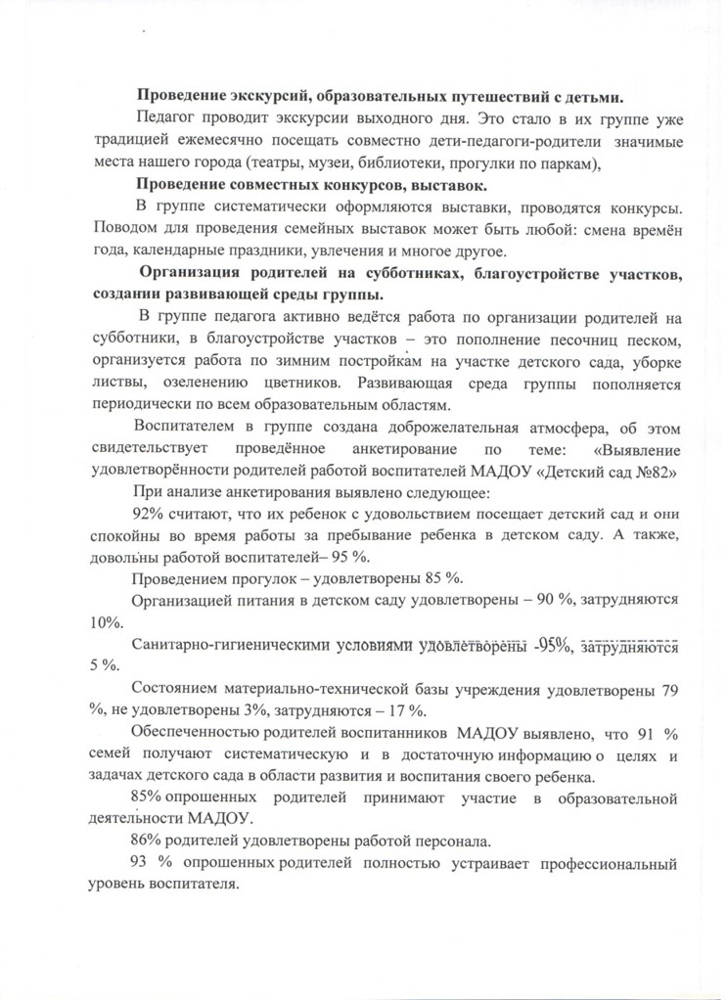 Проведение экскурсий, образовательных путешествий с детьми.
Педагог проводит экскурсии выходного дня. Это стало в их группе уже
традицией ежемесячно посещать совместно дети-педагоги-родители значимые
места нашего города (театры, музеи, библиотеки, прогулки по паркам),
Проведение совместных конкурсов, выставок.
В группе систематически оформляются выставки, проводятся конкурсы.
Поводом для проведения семейных выставок может быть любой: смена времён
года, календарные праздники, увлечения и многое другое.
Организация родителей на субботниках, благоустройстве участков,
создании развивающей среды группы.
В группе педагога активно ведётся работа по организации родителей на
субботники, в благоустройстве участков – это пополнение песочниц песком,
организуется работа по зимним постройкам на участке детского сада, уборке
листвы, озеленению цветников. Развивающая среда группы пополняется
периодически по всем образовательным областям.
Воспитателем в группе создана доброжелательная атмосфера, об этом
свидетельствует проведённое анкетирование по теме: «Выявление
удовлетворённости родителей работой воспитателей МАДОУ «Детский сад №82»
При анализе анкетирования выявлено следующее:
92% считают, что их ребенок с удовольствием посещает детский сад и они
спокойны во время работы за пребывание ребенка в детском саду. А также,
довольны работой воспитателей– 95 %.
Проведением прогулок – удовлетворены 85 %.
Организацией питания в детском саду удовлетворены – 90 %, затрудняются
10%.
Санитарно-гигиеническими условиями удовлетворены -95%, затрудняются
5 %.
Состоянием материально-технической базы учреждения удовлетворены 79
%, не удовлетворены 3%, затрудняются – 17 %.
Обеспеченностью родителей воспитанников МАДОУ выявлено, что 91 %
семей получают систематическую и в достаточную информацию о целях и
задачах детского сада в области развития и воспитания своего ребенка.
85% опрошенных родителей принимают участие в образовательной
деятельности МАДОУ.
86% родителей удовлетворены работой персонала.
93 % опрошенных родителей полностью устраивает профессиональный
уровень воспитателя.